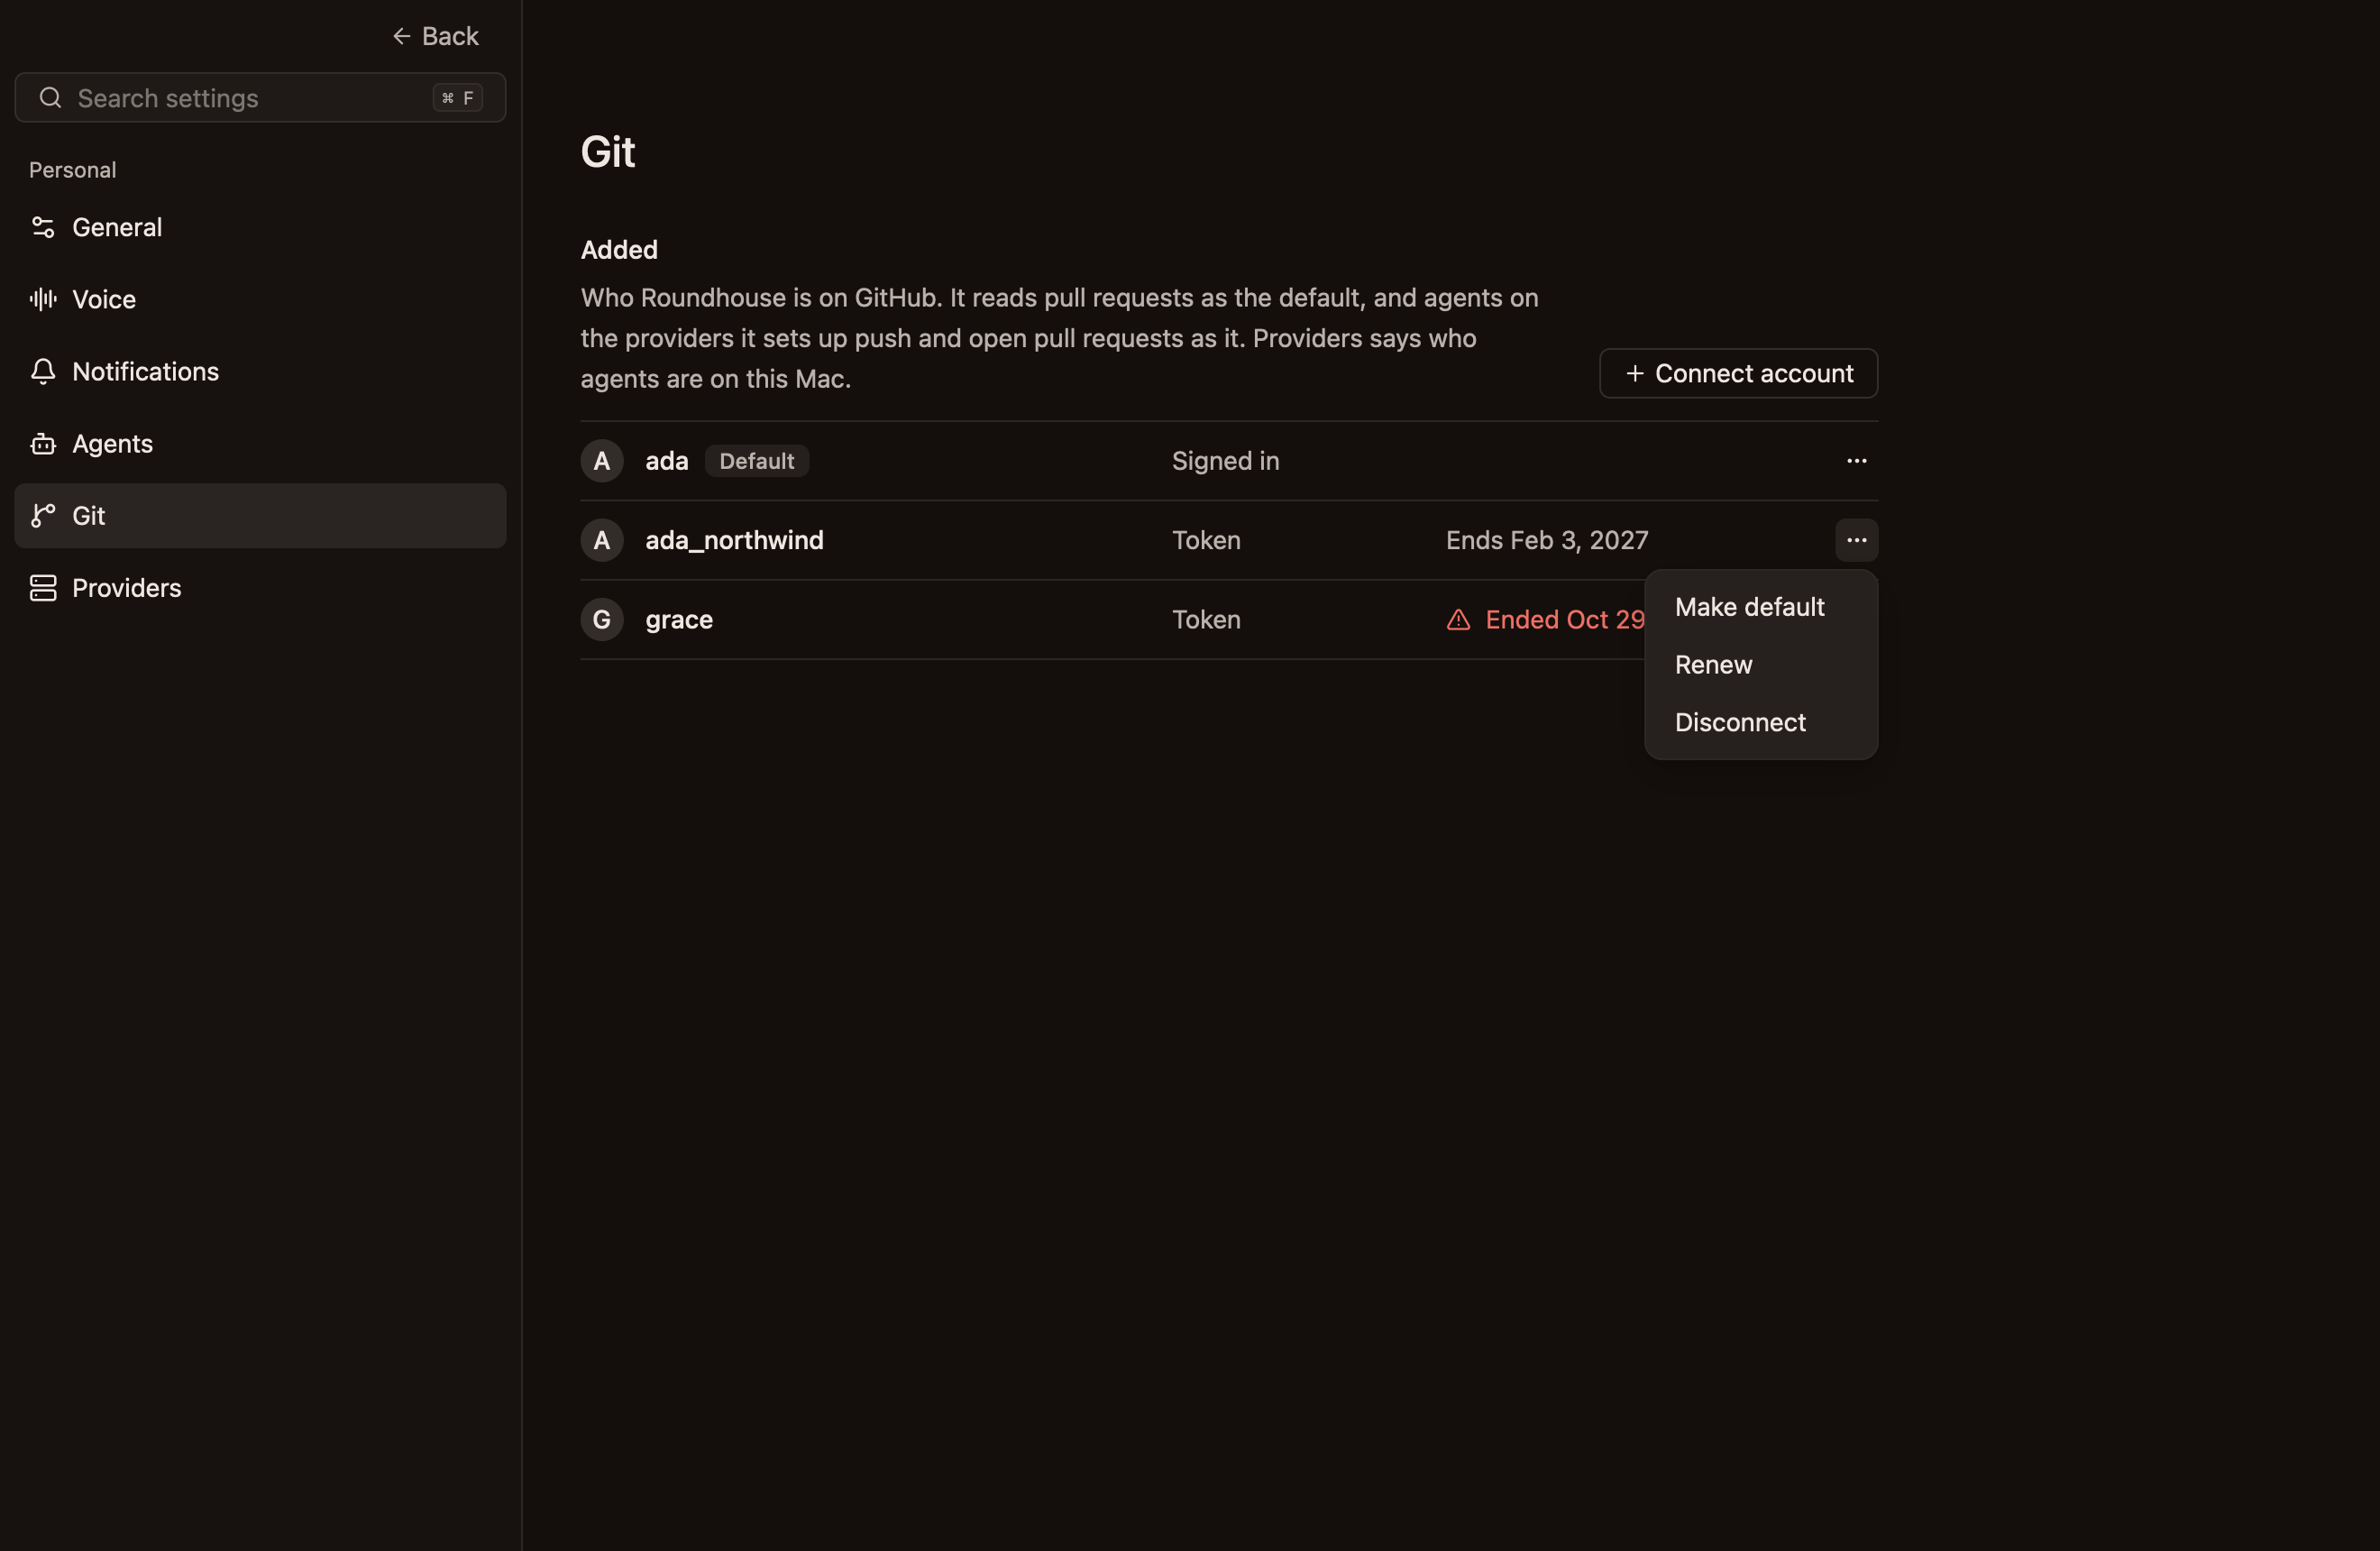 Back
Search settings
⌘ F
Personal
General
Voice
Notifications
Agents
Git
Providers
Git
Added
Who Roundhouse is on GitHub. It reads pull requests as the default, and agents on
the providers it sets up push and open pull requests as it. Providers says who
agents are on this Mac.
Connect account
A ada Default Signed in
A ada_northwind Token Ends Feb 3, 2027
G grace Token Ended Oct 29
Make default
Renew
Disconnect